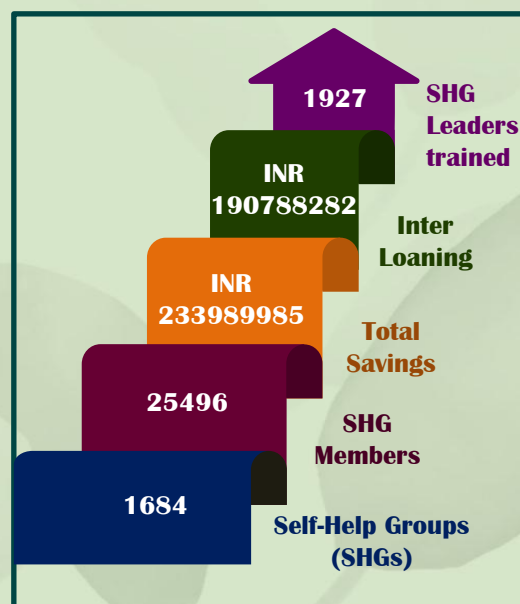 1927
SHG
Leaders
trained
INR
190788282
Inter
Loaning
INR
233989985
Total
Savings
25496
SHG
Members
1684
Self-Help Groups
(SHGs)